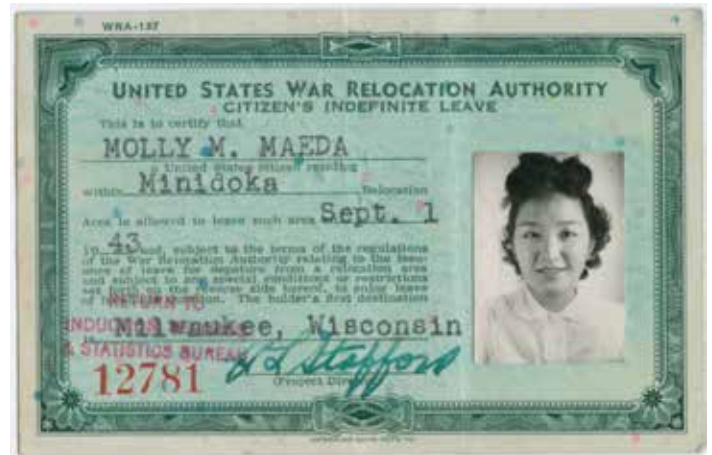 WRA-137
UNITED STATES WAR RELOCATION AUTHORITY
CITIZEN'S INDEFINITE LEAVE
This is to certify that
MOLLY M. MAEDA
United States citizen residing
within Minidoka Relocation
Area is allowed to leave such area Sept. 1
19 43 and, subject to the terms of the regulations
of the War Relocation Authority relating to the issu-
ance of leave for departure from a relocation area
and subject to any special conditions or restrictions
set forth on the reverse side hereof, to enjoy leave
of indefinite duration. The holder's first destination
RETURN TO
Milwaukee, Wisconsin
& STATISTICS BUREAU
12781
Stafford
(Project Director)